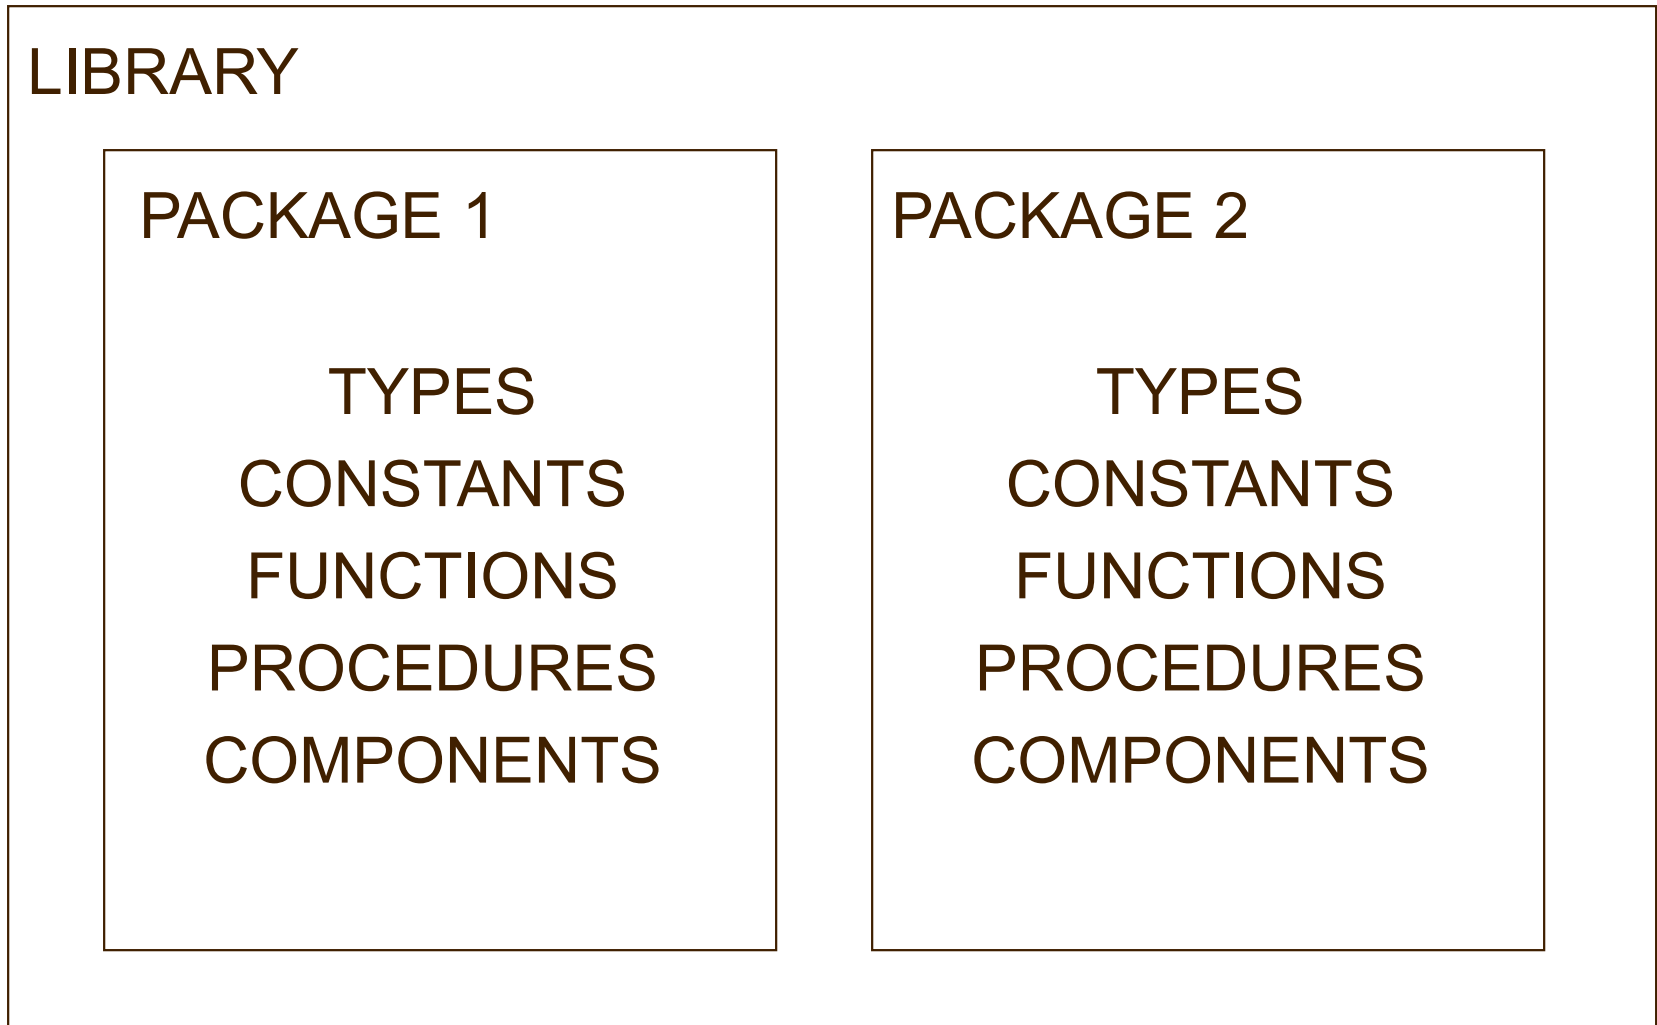 LIBRARY
PACKAGE 1
TYPES
CONSTANTS
FUNCTIONS
PROCEDURES
COMPONENTS
PACKAGE 2
TYPES
CONSTANTS
FUNCTIONS
PROCEDURES
COMPONENTS